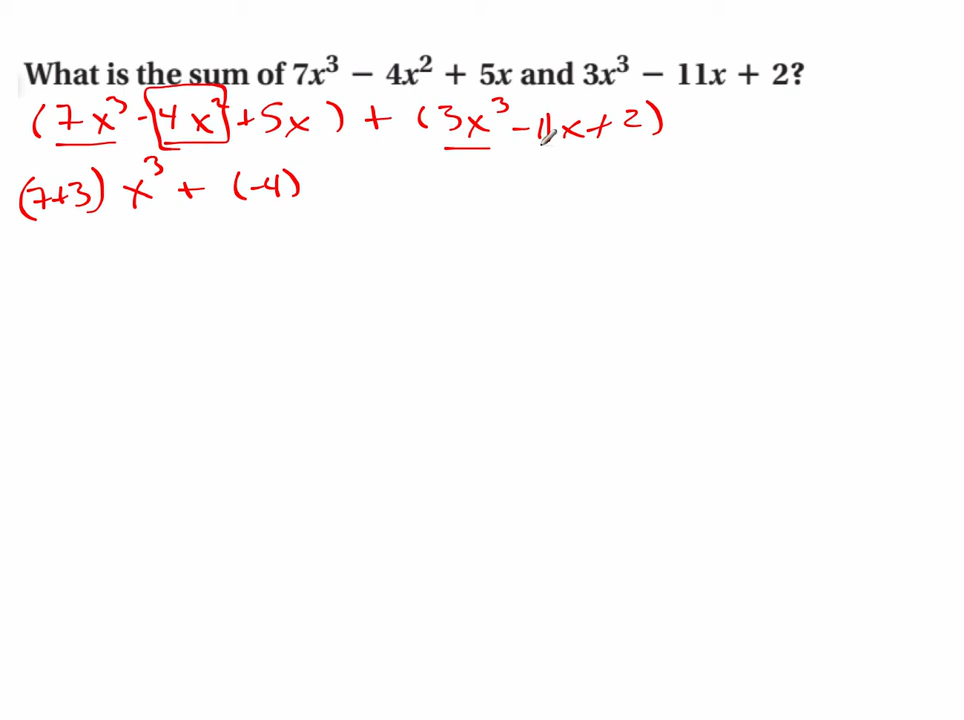 What is the sum of 7x³ − 4x² + 5x and 3x³ − 11x + 2?
(7x³ - 4x² + 5x) + (3x³ - 11x + 2)
(7+3) x³ + (-4)